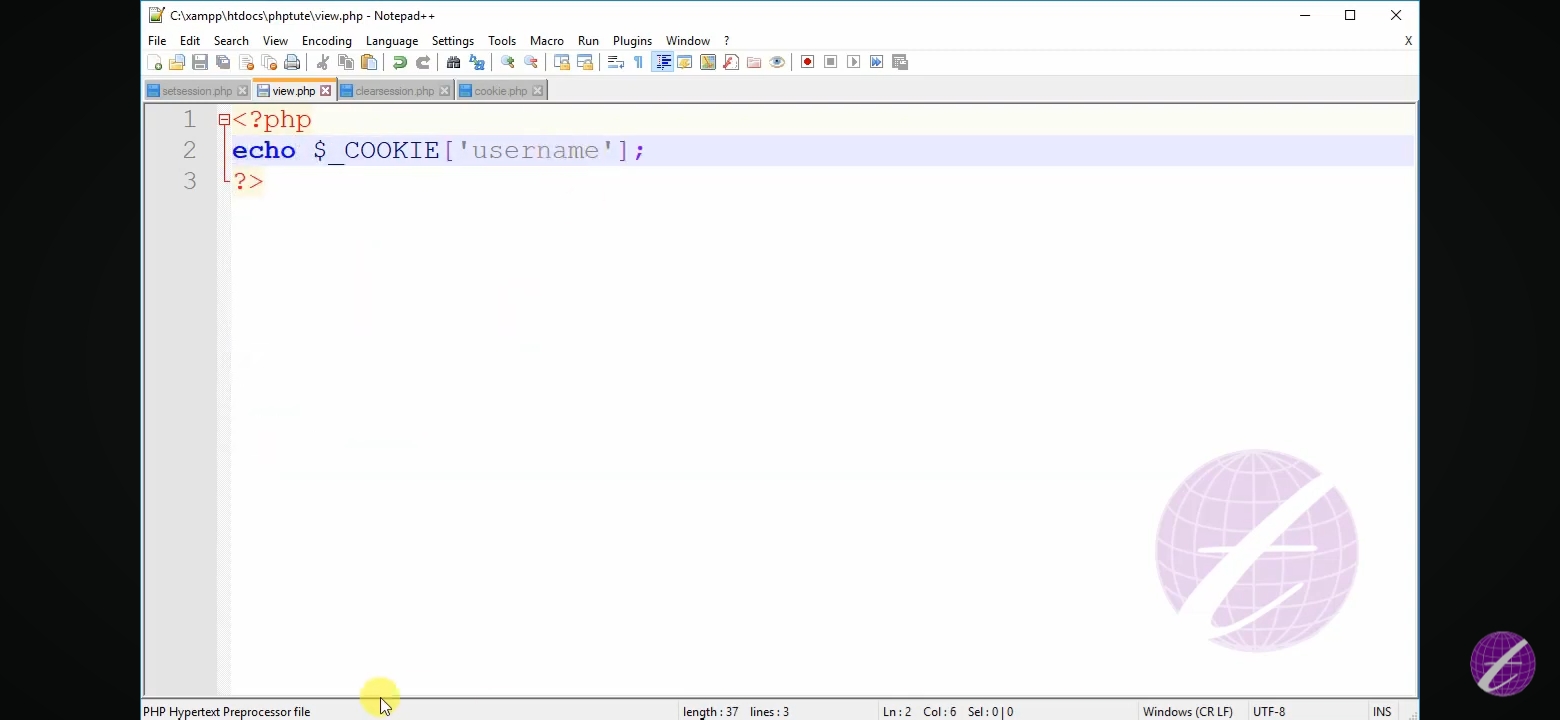 C:\xampp\htdocs\phptute\view.php - Notepad++
File Edit Search View Encoding Language Settings Tools Macro Run Plugins Window ? X
setsession.php view.php clearsession.php cookie.php
1 <?php
2 echo $_COOKIE['username'];
3 ?>
PHP Hypertext Preprocessor file length : 37 lines : 3 Ln : 2 Col : 6 Sel : 0 | 0 Windows (CR LF) UTF-8 INS